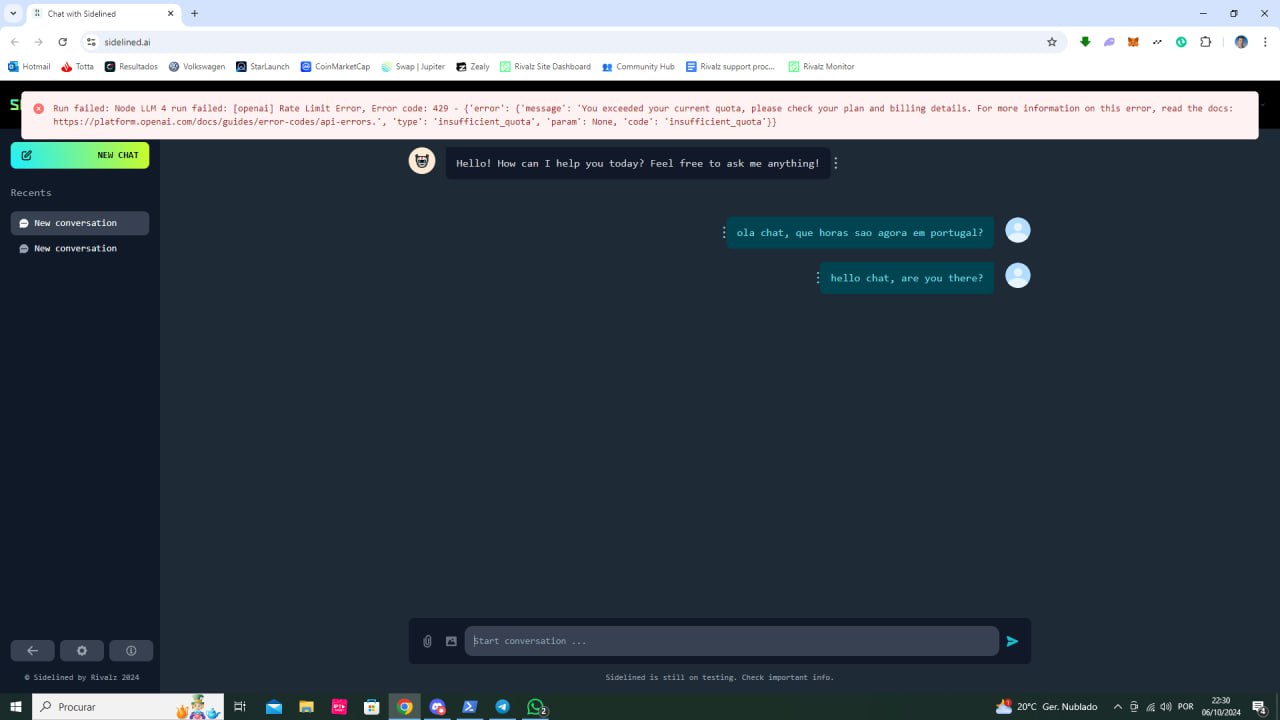 Chat with Sidelined
sidelined.ai
Hotmail Totta Resultados Volkswagen StarLaunch CoinMarketCap Swap | Jupiter Zealy Rivalz Site Dashboard Community Hub Rivalz support proc... Rivalz Monitor
Run failed: Node LLM 4 run failed: [openai] Rate Limit Error, Error code: 429 - {'error': {'message': 'You exceeded your current quota, please check your plan and billing details. For more information on this error, read the docs:
https://platform.openai.com/docs/guides/error-codes/api-errors.', 'type': 'insufficient_quota', 'param': None, 'code': 'insufficient_quota'}}
NEW CHAT
Hello! How can I help you today? Feel free to ask me anything!
Recents
New conversation
ola chat, que horas sao agora em portugal?
New conversation
hello chat, are you there?
Start conversation ...
© Sidelined by Rivalz 2024
Sidelined is still on testing. Check important info.
Procurar
2
20°C Ger. Nublado
POR
22:30
06/10/2024
4